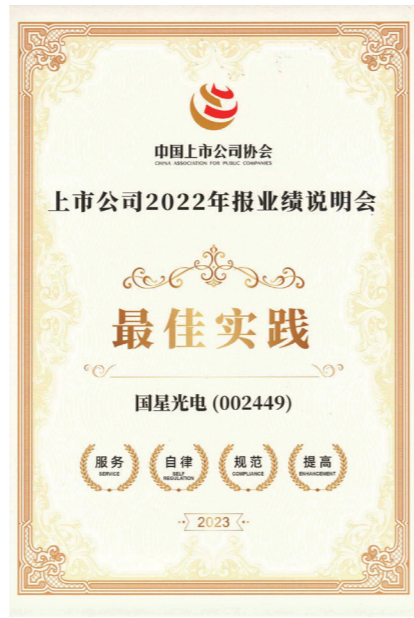 中国上市公司协会
CHINA ASSOCIATION FOR PUBLIC COMPANIES
上市公司2022年报业绩说明会
最佳实践
国星光电 (002449)
服务 自律 规范 提高
SERVICE SELF REGULATION COMPLIANCE ENHANCEMENT
2023